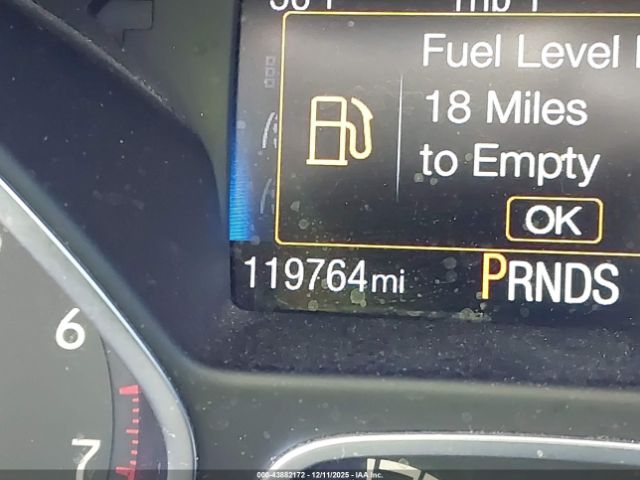 Fuel Level
18 Miles
to Empty
OK
119764mi PRNDS
6
7
000-43882172 - 12/11/2025 - IAA Inc.